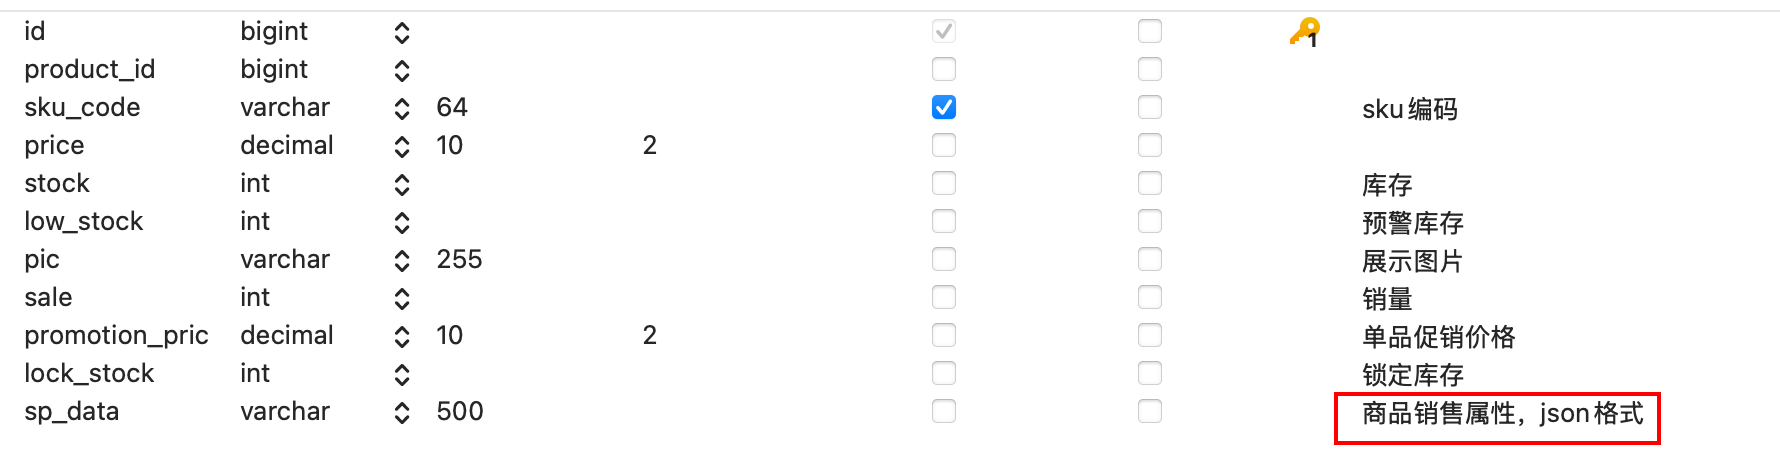 id bigint 1
product_id bigint
sku_code varchar 64 sku编码
price decimal 10 2
stock int 库存
low_stock int 预警库存
pic varchar 255 展示图片
sale int 销量
promotion_pric decimal 10 2 单品促销价格
lock_stock int 锁定库存
sp_data varchar 500 商品销售属性，json格式